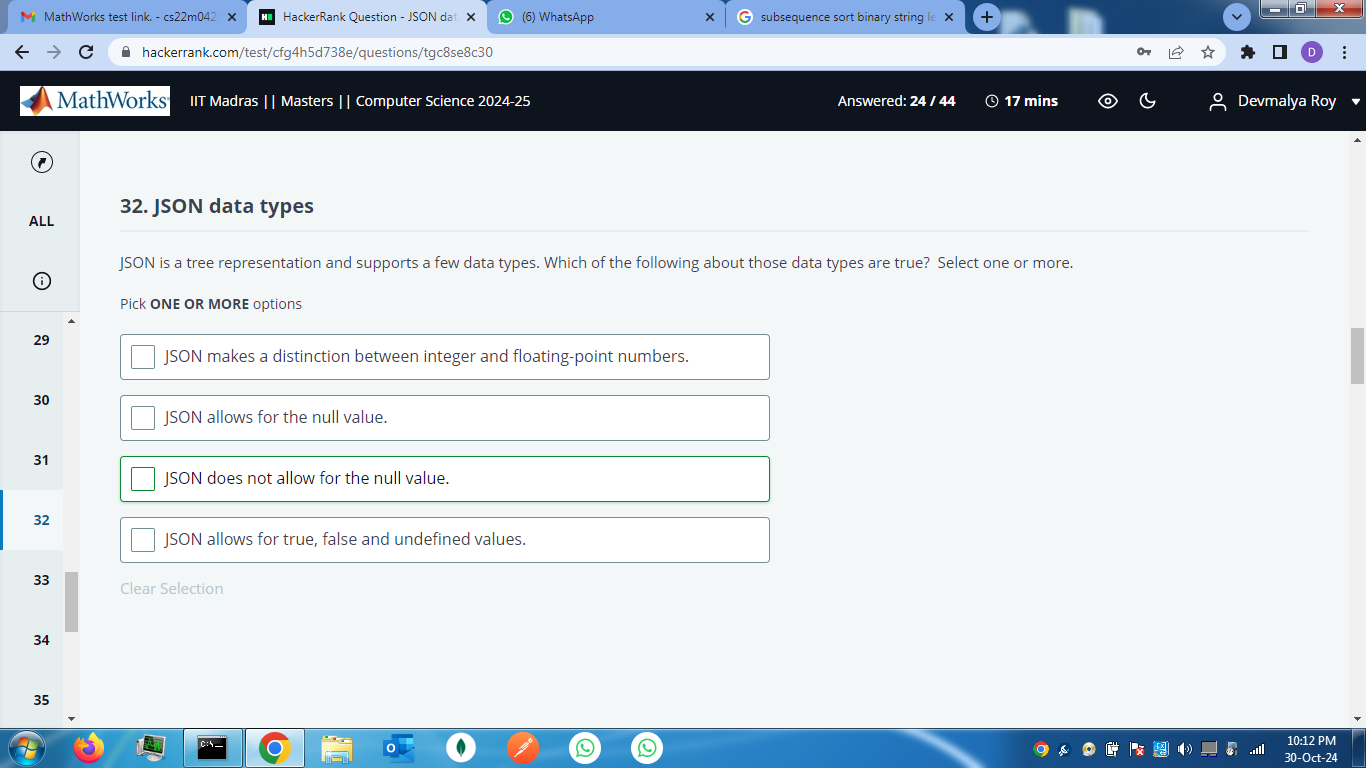 MathWorks test link. - cs22m042
HackerRank Question - JSON dat
(6) WhatsApp
subsequence sort binary string le
hackerrank.com/test/cfg4h5d738e/questions/tgc8se8c30
D
MathWorks
IIT Madras || Masters || Computer Science 2024-25
Answered: 24 / 44
17 mins
Devmalya Roy
ALL
29
30
31
32
33
34
35
32. JSON data types
JSON is a tree representation and supports a few data types. Which of the following about those data types are true? Select one or more.
Pick ONE OR MORE options
JSON makes a distinction between integer and floating-point numbers.
JSON allows for the null value.
JSON does not allow for the null value.
JSON allows for true, false and undefined values.
Clear Selection
10:12 PM
30-Oct-24